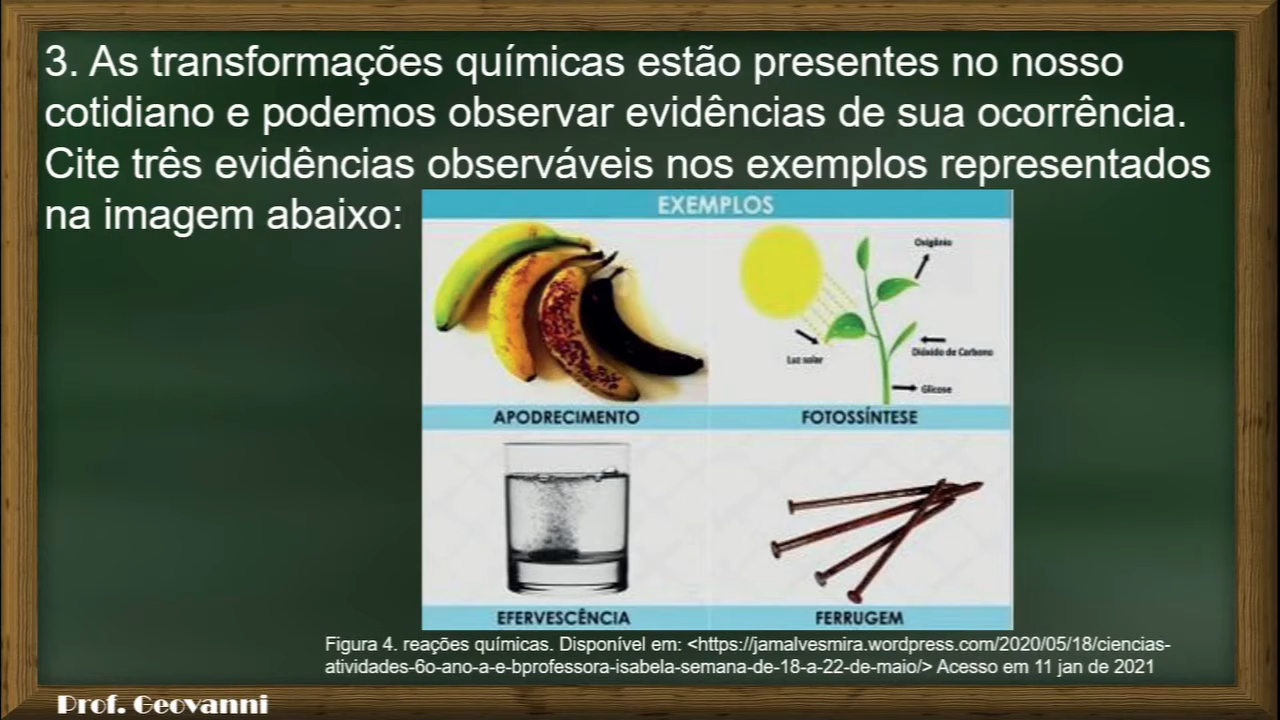 3. As transformações químicas estão presentes no nosso
cotidiano e podemos observar evidências de sua ocorrência.
Cite três evidências observáveis nos exemplos representados
na imagem abaixo:
EXEMPLOS
Oxigênio
Luz solar
Dióxido de Carbono
Glicose
APODRECIMENTO
FOTOSSÍNTESE
EFERVESCÊNCIA
FERRUGEM
Figura 4. reações químicas. Disponível em: <https://jamalvesmira.wordpress.com/2020/05/18/ciencias-
atividades-6o-ano-a-e-bprofessora-isabela-semana-de-18-a-22-de-maio/> Acesso em 11 jan de 2021
Prof. Geovanni